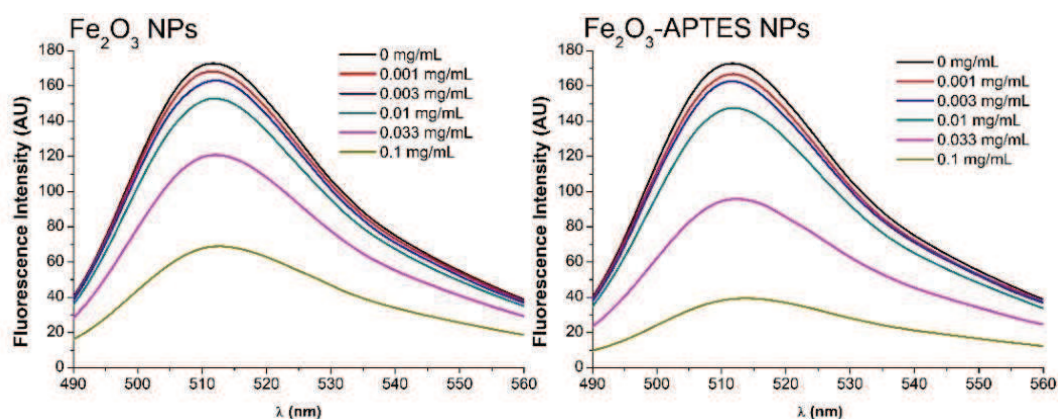 Fe₂O₃ NPs
180
160
140
120
100
80
60
40
20
0
Fluorescence Intensity (AU)
0 mg/mL
0.001 mg/mL
0.003 mg/mL
0.01 mg/mL
0.033 mg/mL
0.1 mg/mL
490 500 510 520 530 540 550 560
λ (nm)
Fe₂O₃-APTES NPs
180
160
140
120
100
80
60
40
20
0
Fluorescence Intensity (AU)
0 mg/mL
0.001 mg/mL
0.003 mg/mL
0.01 mg/mL
0.033 mg/mL
0.1 mg/mL
490 500 510 520 530 540 550 560
λ (nm)